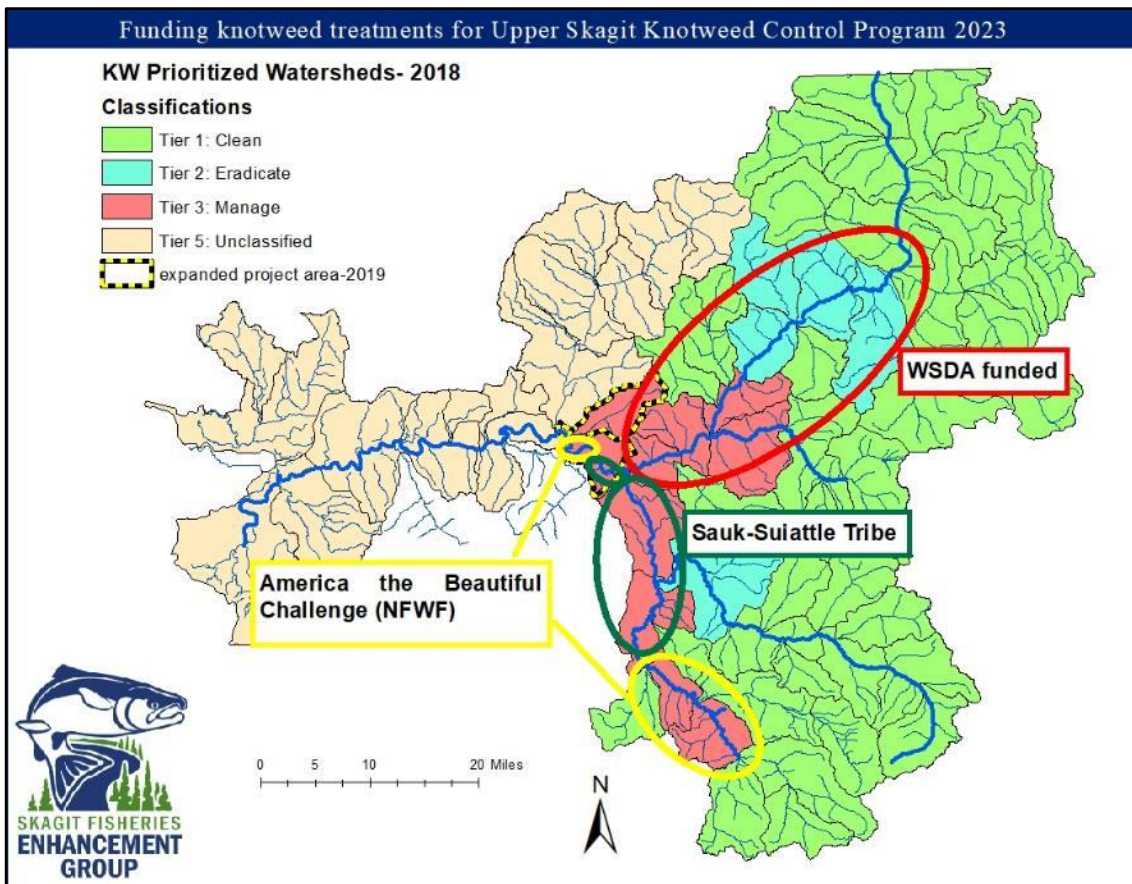 Funding knotweed treatments for Upper Skagit Knotweed Control Program 2023
KW Prioritized Watersheds- 2018
Classifications
Tier 1: Clean
Tier 2: Eradicate
Tier 3: Manage
Tier 5: Unclassified
expanded project area-2019
WSDA funded
Sauk-Suiattle Tribe
America the Beautiful
Challenge (NFWF)
0 5 10 20 Miles
N
SKAGIT FISHERIES
ENHANCEMENT
GROUP